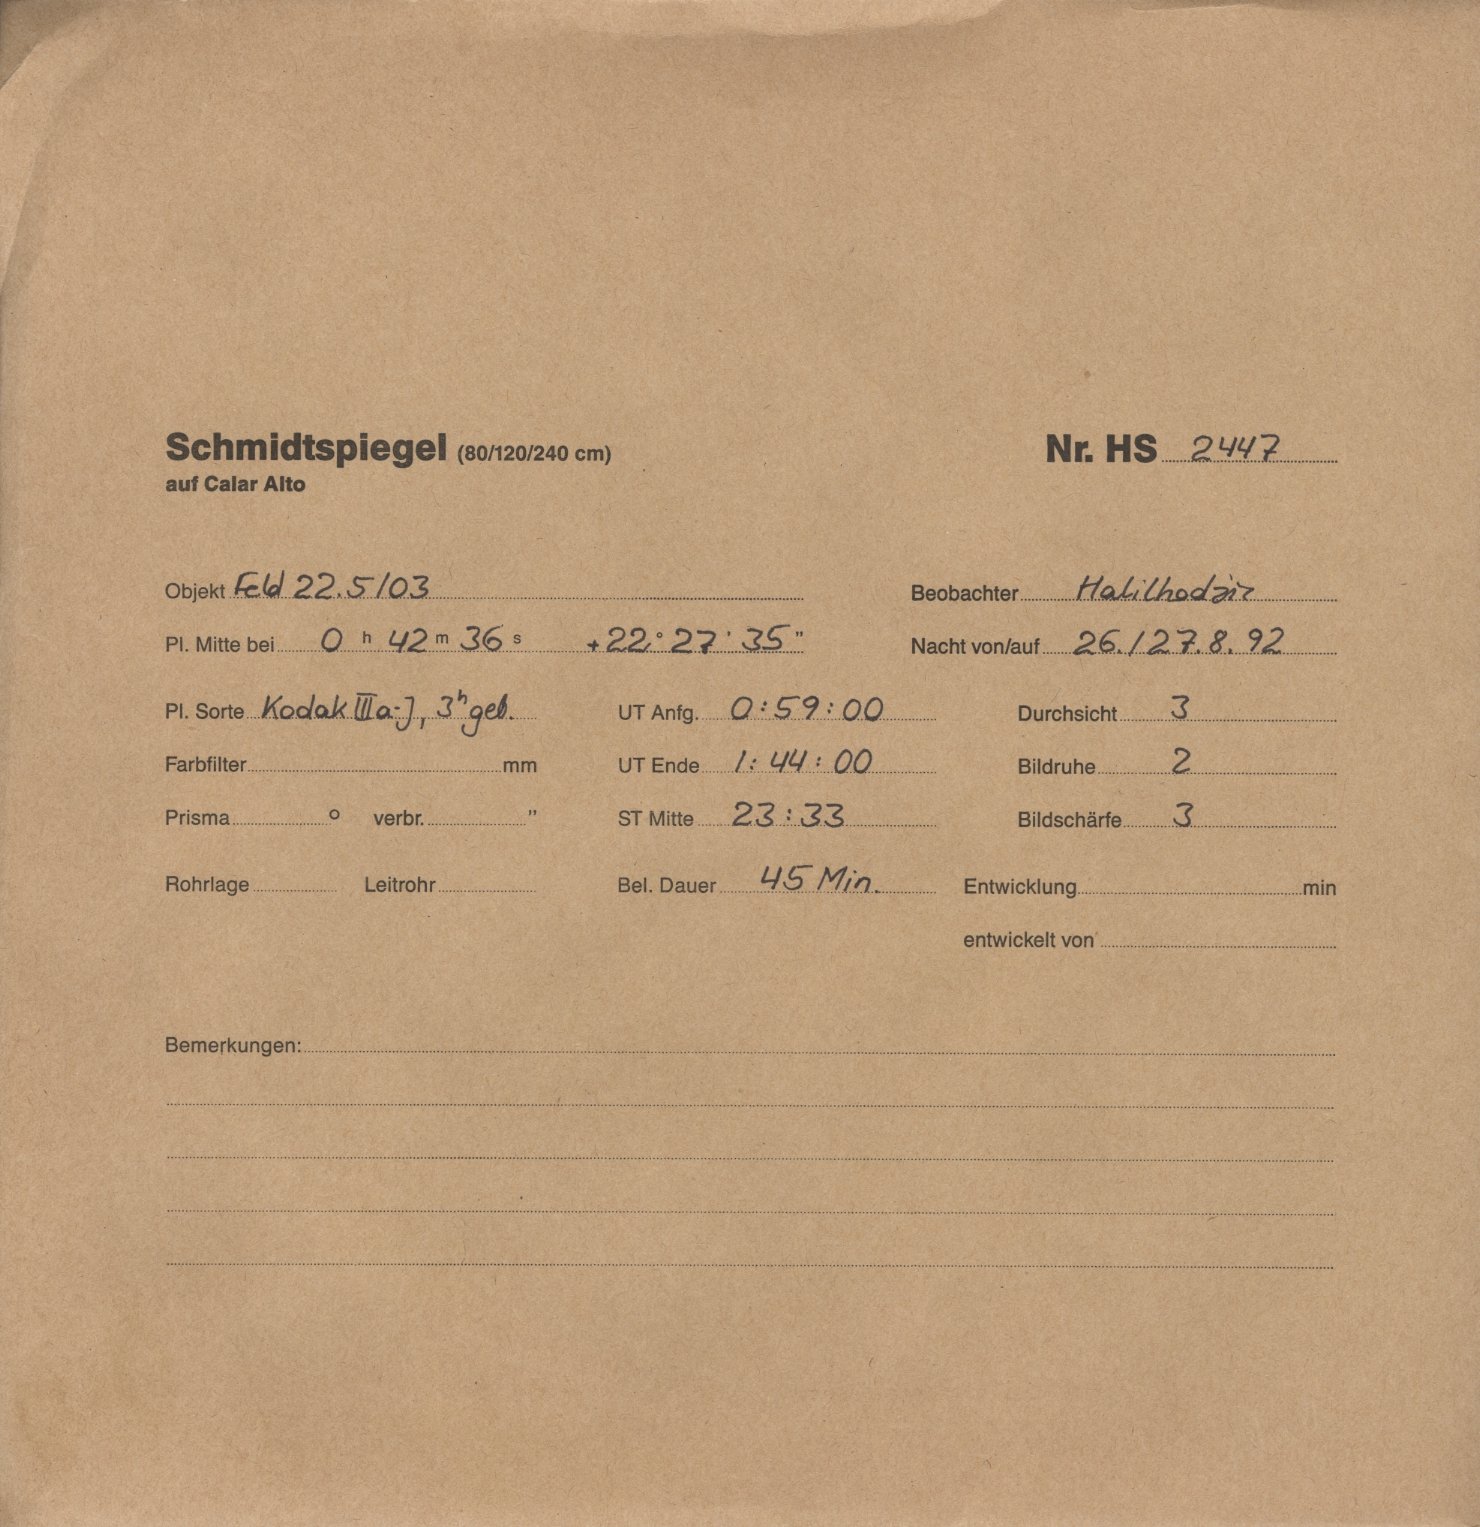 Schmidtspiegel (80/120/240 cm) Nr. HS 2447
auf Calar Alto
Objekt Feld 22.5/03 Beobachter
Pl. Mitte bei 0 h 42 m 36 s +22° 27' 35" Nacht von/auf 26./27.8.92
Pl. Sorte Kodak IIIa-J, 3h geb. UT Anfg. 0:59:00 Durchsicht 3
Farbfilter mm UT Ende 1:44:00 Bildruhe 2
Prisma ° verbr. " ST Mitte 23:33 Bildschärfe 3
Rohrlage Leitrohr Bel. Dauer 45 Min. Entwicklung min
entwickelt von
Bemerkungen: